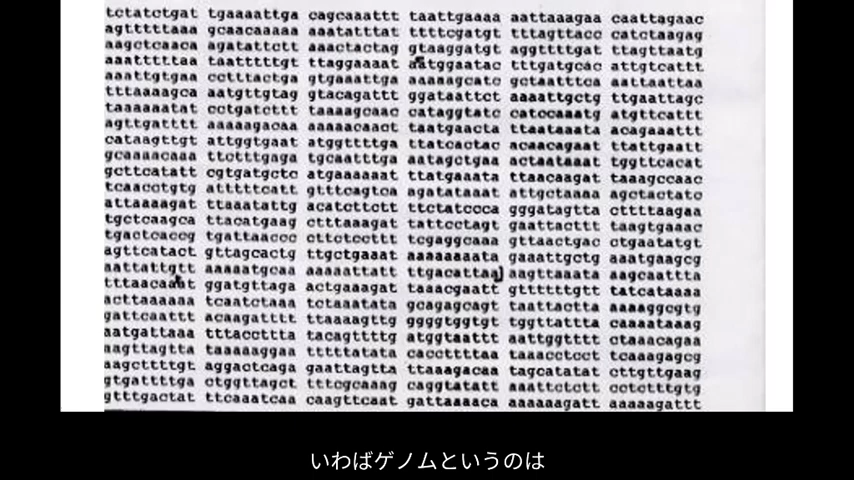 tctatctgat tgaaaattga cagcaaattt taattgaaaa aattaaagaa caattagaac
agtttttaaa gcaacaaaaa aaatatttat ttttcgatgt tttagttacc catctaagag
aagctcaaca agatattctt aaactactag gtaaggatgt aggttttgat ttagttaatg
aaatttttaa taatttttgt ttaggaaaat aatggaatac tttgatgcac attgtcattt
aaattgtgaa cctttactga gtgaaattga aaaaagcatc gctaatttca aattaattaa
tttaaaagca aatgttgtag gtacagattt ggataattct aaaattgctg ttgaattagc
taaaaaatat cctgatcttt taaaagcaac cataggtatc catccaaatg atgttcattt
agttgatttt aaaaagacaa aaaaacaact taatgaacta ttaataaata acagaaattt
cataagttgt attggtgaat atggttttga ttatcactac acaacagaat ttattgaatt
gcaaaacaaa ttctttgaga tgcaatttga aatagctgaa actaataaat tggttcacat
gcttcatatt cgtgatgctc atgaaaaaat ttatgaaata ttaacaagat taaagccaac
tcaacctgtg atttttcatt gtttcagtca agatataaat attgctaaaa agctactatc
attaaaagat ttaaatattg acatcttctt ttctatccca gggatagtta cttttaagaa
tgctcaagca ttacatgaag ctttaaagat tattcctagt gaattacttt taagtgaaac
tgactcaccg tgattaaccc cttctccttt tcgaggcaaa gttaactgac ctgaatatgt
agttcatact gttagcactg ttgctgaaat aaaaaaaata gaaattgctg aaatgaagcg
aattattgtt aaaaatgcaa aaaaattatt ttgacattaa] aagttaaata aagcaattta
tttaacaaat ggatgttaga actgaaagat taaacgaatt gttttttgtt tatcataaaa
acttaaaaaa tcaatctaaa tctaaatata gcagagcagt taattactta aaaaggcgtg
gattcaattt acaagatttt ttaaaagttg gggggtggtgt tggttattta caaaataaag
aatgattaaa tttaccttta tacagttttg atggtaattt aattggtttt ctaaacagaa
aagttagtta taaaaaggaa tttttatata caccttttaa taaacctcct tcaaagagcg
aagcttttgt aggactcaga gaattagtta ttaaagacaa tagcatatat cttgttgaag
gtgattttga ctggttagct tttcgcaaag caggtatatt aaattctctt cctctttgtg
gtttgactat ttcaaatcaa caagttcaat gattaaaaca aaaaaagatt aaaaagattt
いわばゲノムというのは